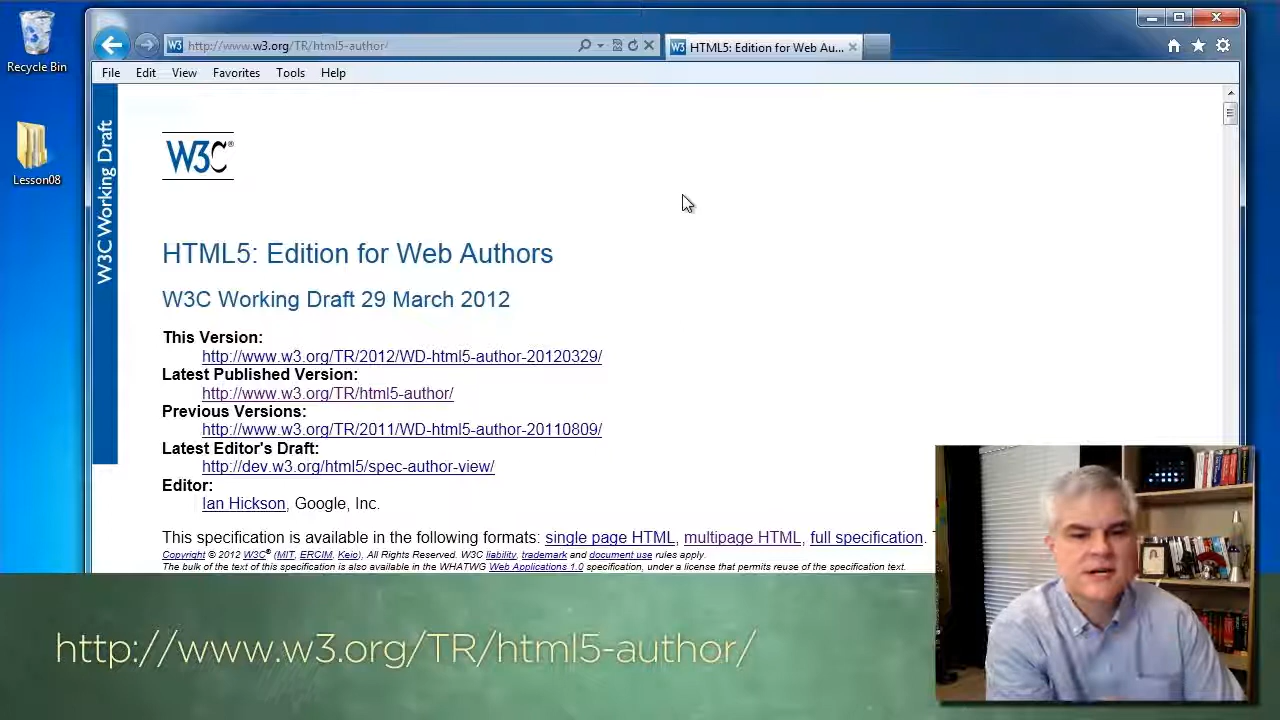 Recycle Bin
Lesson08
http://www.w3.org/TR/html5-author/
HTML5: Edition for Web Au...
File Edit View Favorites Tools Help
W3C Working Draft
W3C®
HTML5: Edition for Web Authors
W3C Working Draft 29 March 2012
This Version:
http://www.w3.org/TR/2012/WD-html5-author-20120329/
Latest Published Version:
http://www.w3.org/TR/html5-author/
Previous Versions:
http://www.w3.org/TR/2011/WD-html5-author-20110809/
Latest Editor's Draft:
http://dev.w3.org/html5/spec-author-view/
Editor:
Ian Hickson, Google, Inc.
This specification is available in the following formats: single page HTML, multipage HTML, full specification.
Copyright © 2012 W3C® (MIT, ERCIM, Keio), All Rights Reserved. W3C liability, trademark and document use rules apply.
The bulk of the text of this specification is also available in the WHATWG Web Applications 1.0 specification, under a license that permits reuse of the specification text.
http://www.w3.org/TR/html5-author/